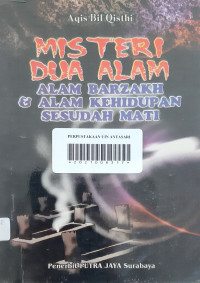 Aqis Bil Qisthi
MISTERI
DUA ALAM
ALAM BARZAKH
& ALAM KEHIDUPAN
SESUDAH MATI
PERPUSTAKAAN UIN ANTASARI
Penerbit PUTRA JAYA Surabaya